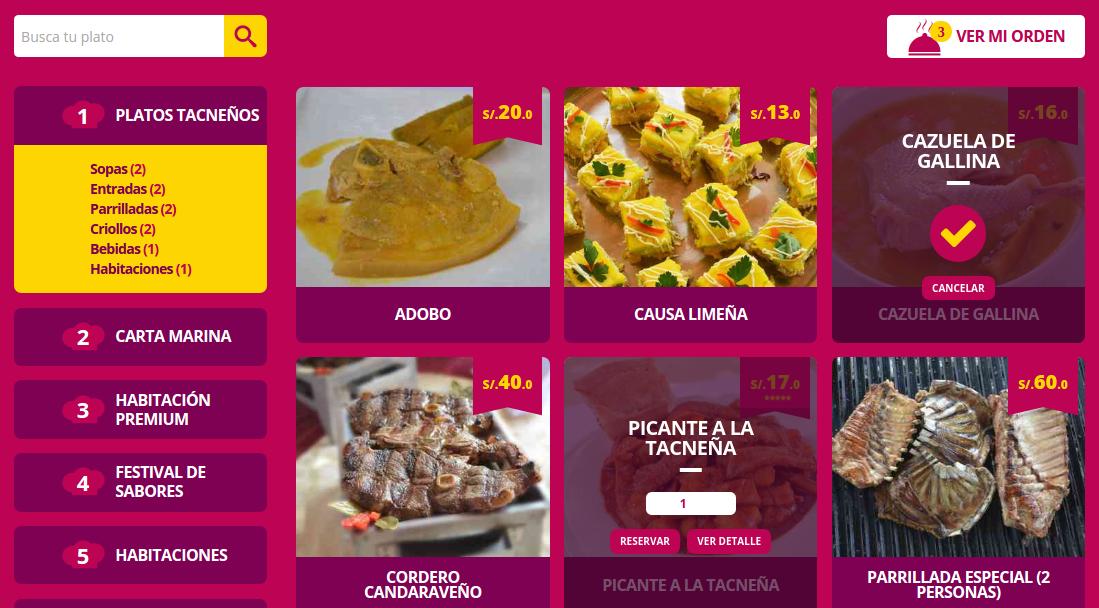 Busca tu plato
3
VER MI ORDEN
1
PLATOS TACNEÑOS
Sopas (2)
Entradas (2)
Parrilladas (2)
Criollos (2)
Bebidas (1)
Habitaciones (1)
2
CARTA MARINA
3
HABITACIÓN
PREMIUM
4
FESTIVAL DE
SABORES
5
HABITACIONES
S/.20.0
ADOBO
S/.13.0
CAUSA LIMEÑA
S/.16.0
CAZUELA DE
GALLINA
CANCELAR
CAZUELA DE GALLINA
S/.40.0
CORDERO
CANDARAVEÑO
S/.17.0
PICANTE A LA
TACNEÑA
1
RESERVAR
VER DETALLE
PICANTE A LA TACNEÑA
S/.60.0
PARRILLADA ESPECIAL (2
PERSONAS)